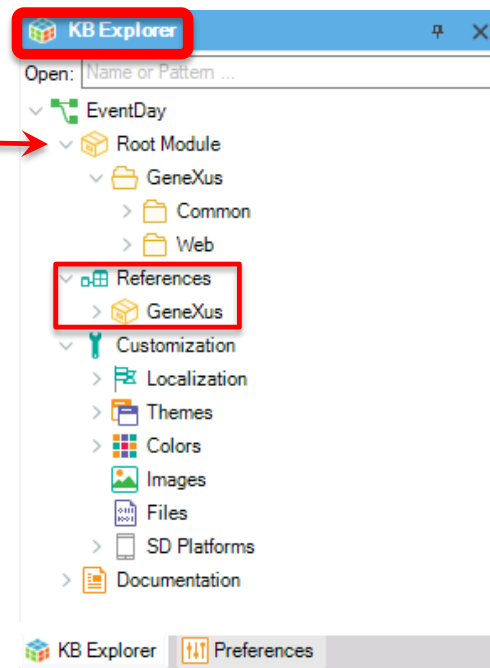 KB Explorer
Open: Name or Pattern ...
EventDay
Root Module
GeneXus
Common
Web
References
GeneXus
Customization
Localization
Themes
Colors
Images
Files
SD Platforms
Documentation
KB Explorer Preferences